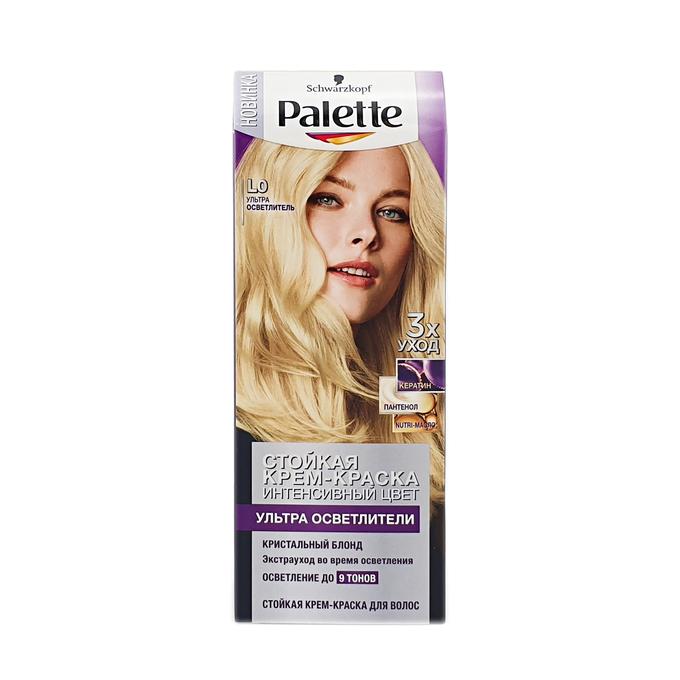 НОВИНКА
Schwarzkopf
Palette
L0
УЛЬТРА
ОСВЕТЛИТЕЛЬ
3x
УХОД
КЕРАТИН
ПАНТЕНОЛ
NUTRI-МАСЛО
СТОЙКАЯ
КРЕМ-КРАСКА
ИНТЕНСИВНЫЙ ЦВЕТ
УЛЬТРА ОСВЕТЛИТЕЛИ
КРИСТАЛЬНЫЙ БЛОНД
Экстрауход во время осветления
ОСВЕТЛЕНИЕ ДО 9 ТОНОВ
СТОЙКАЯ КРЕМ-КРАСКА ДЛЯ ВОЛОС